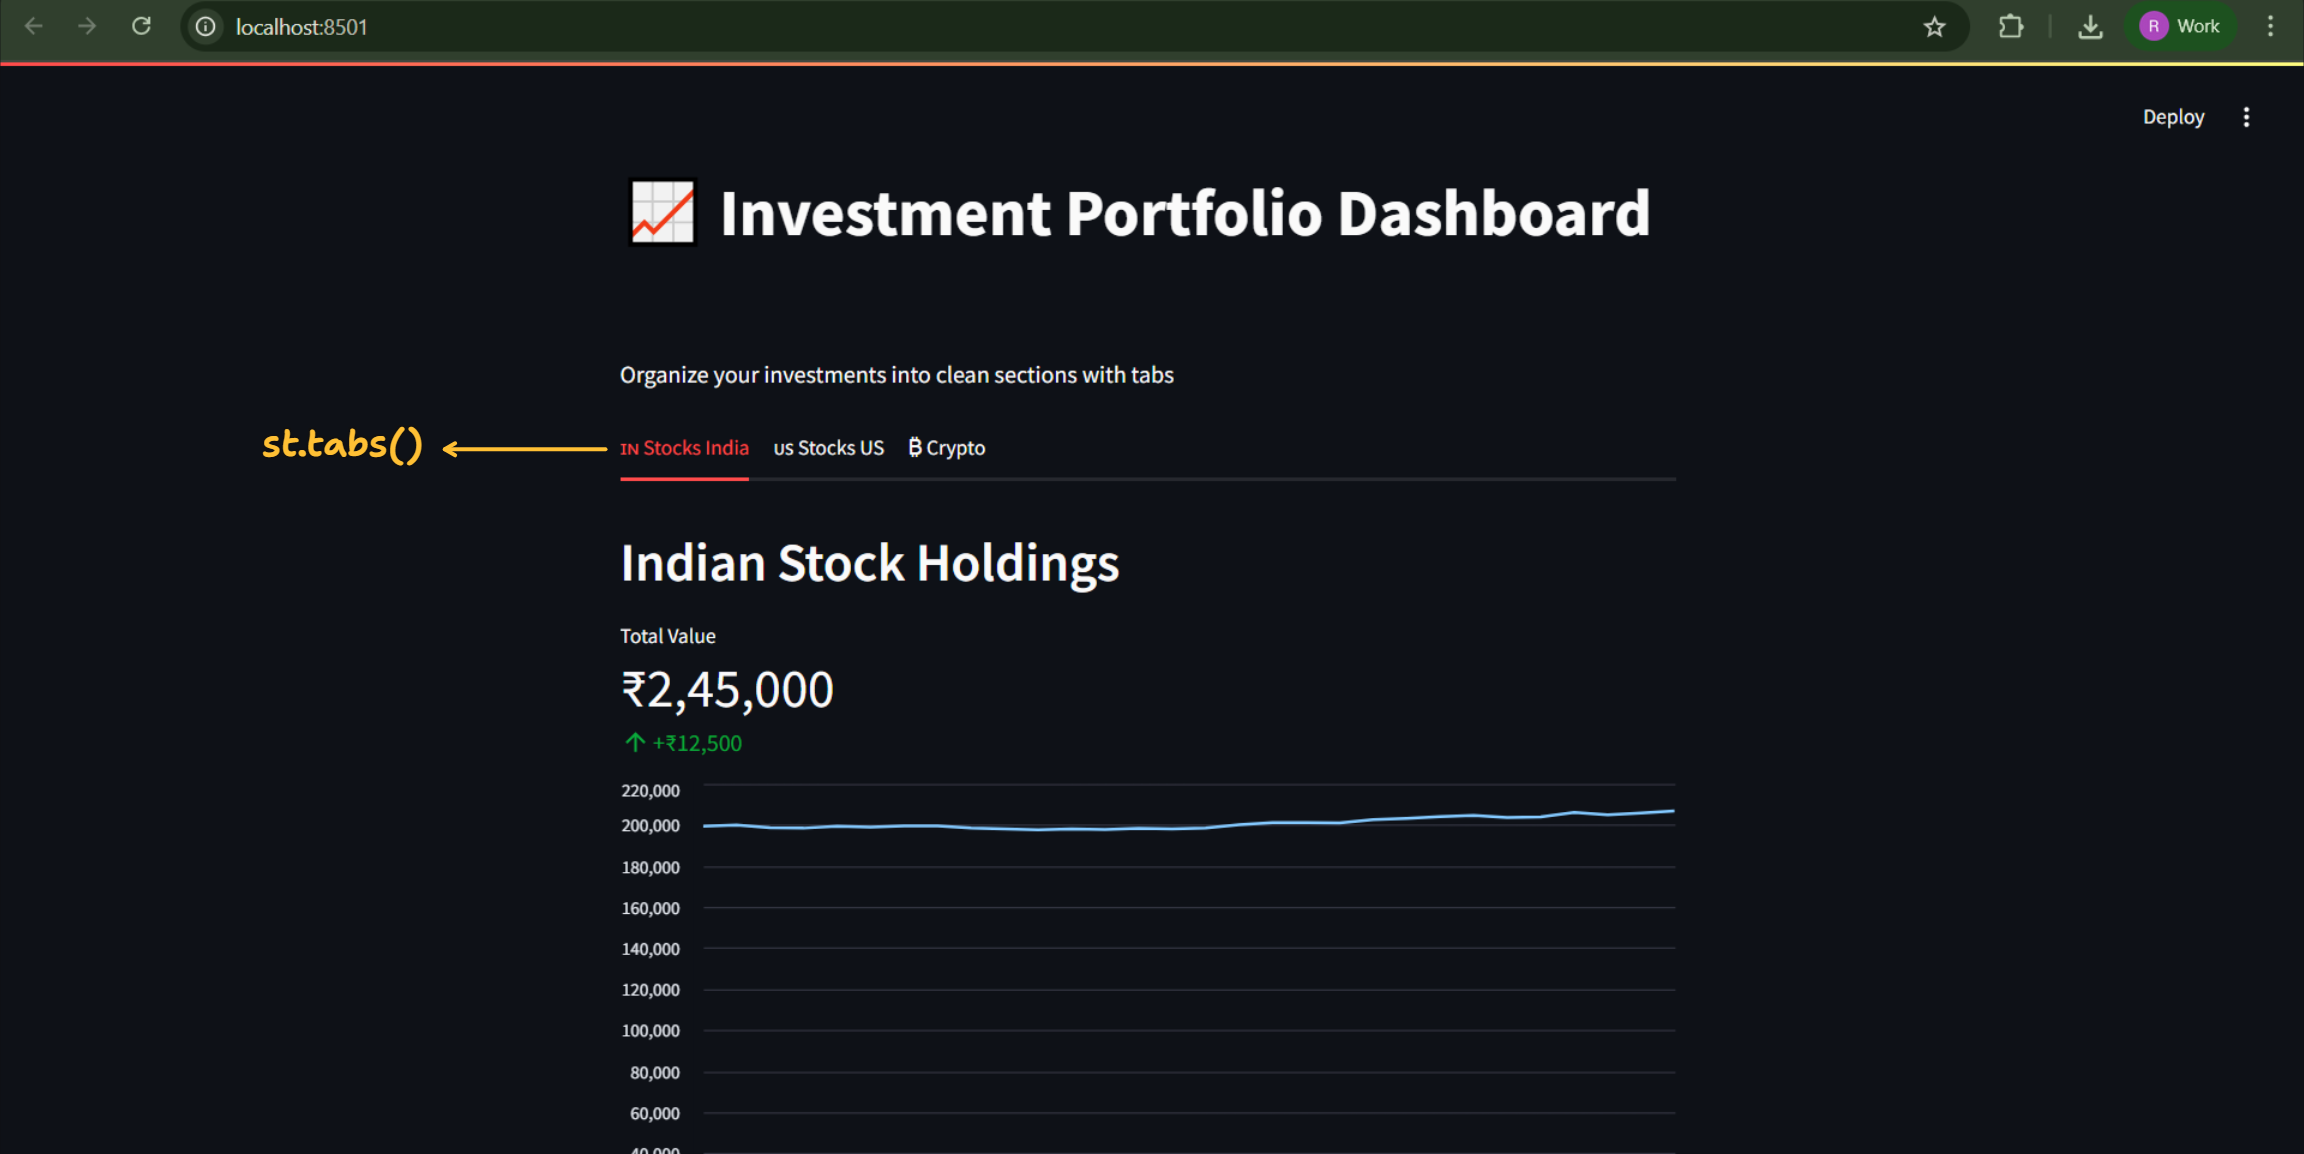 localhost:8501
R Work
Deploy
📈 Investment Portfolio Dashboard
Organize your investments into clean sections with tabs
st.tabs()
IN Stocks India US Stocks US ₿ Crypto
Indian Stock Holdings
Total Value
₹2,45,000
↑ +₹12,500
220,000
200,000
180,000
160,000
140,000
120,000
100,000
80,000
60,000
40,000